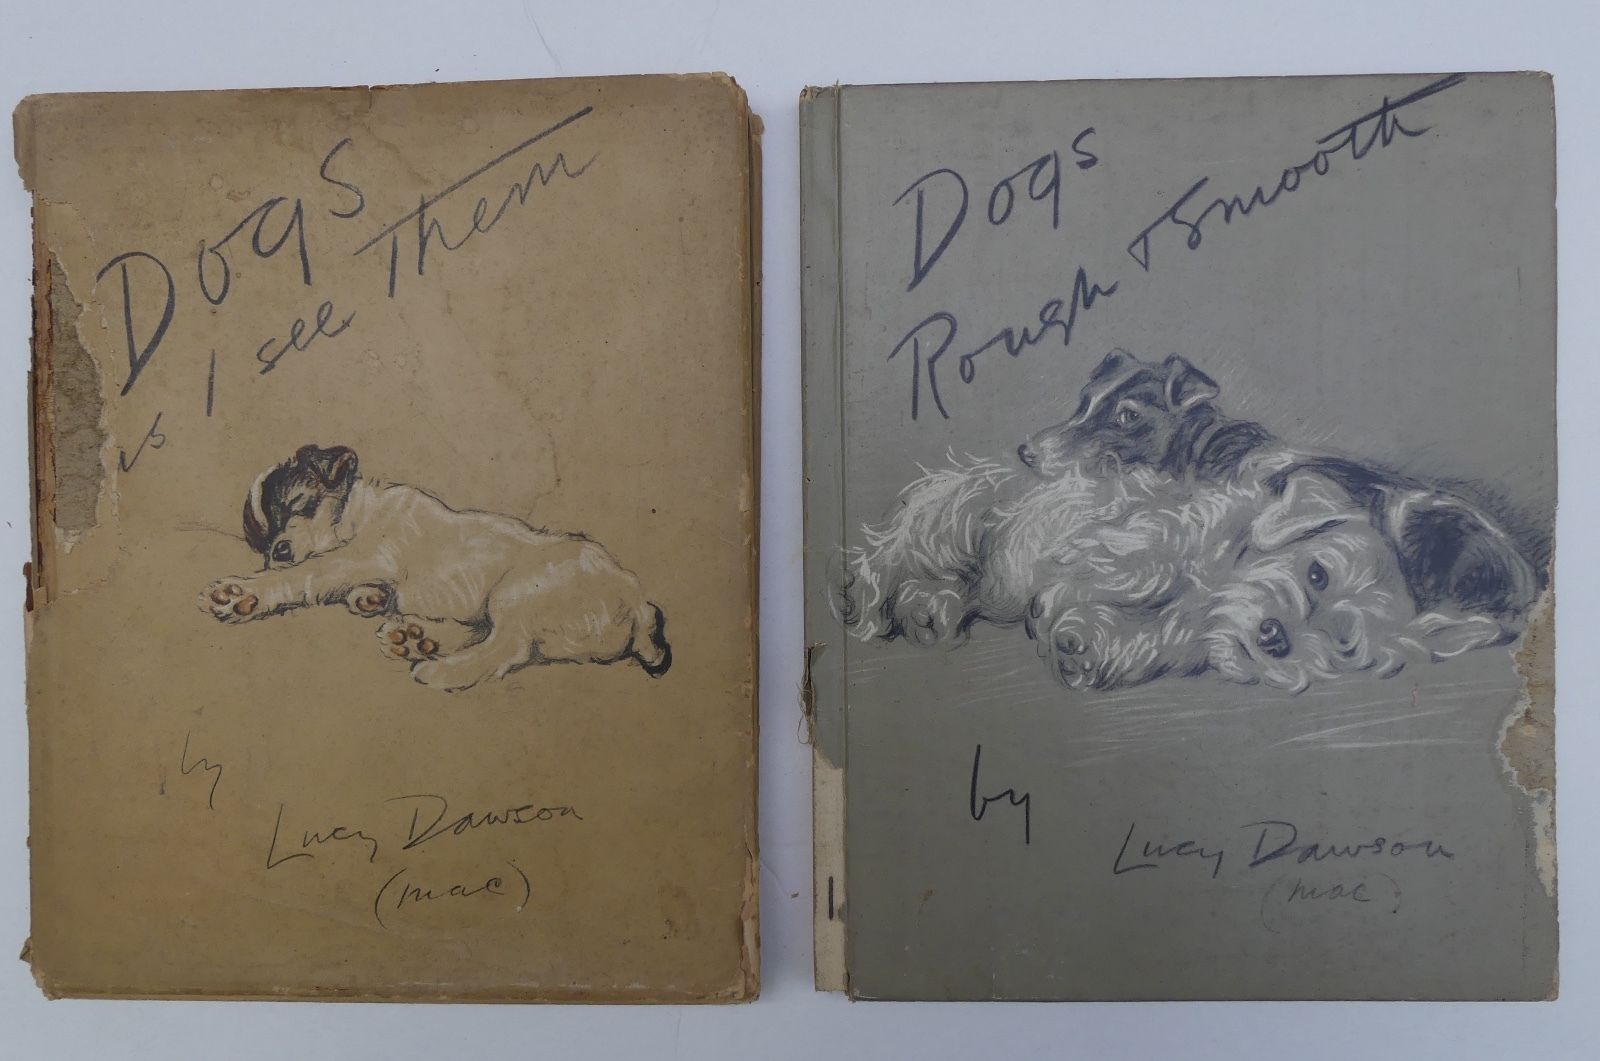 Dogs
as I see Them
by
Lucy Dawson
(mac)
Dogs
Rough & Smooth
by
Lucy Dawson
(mac)